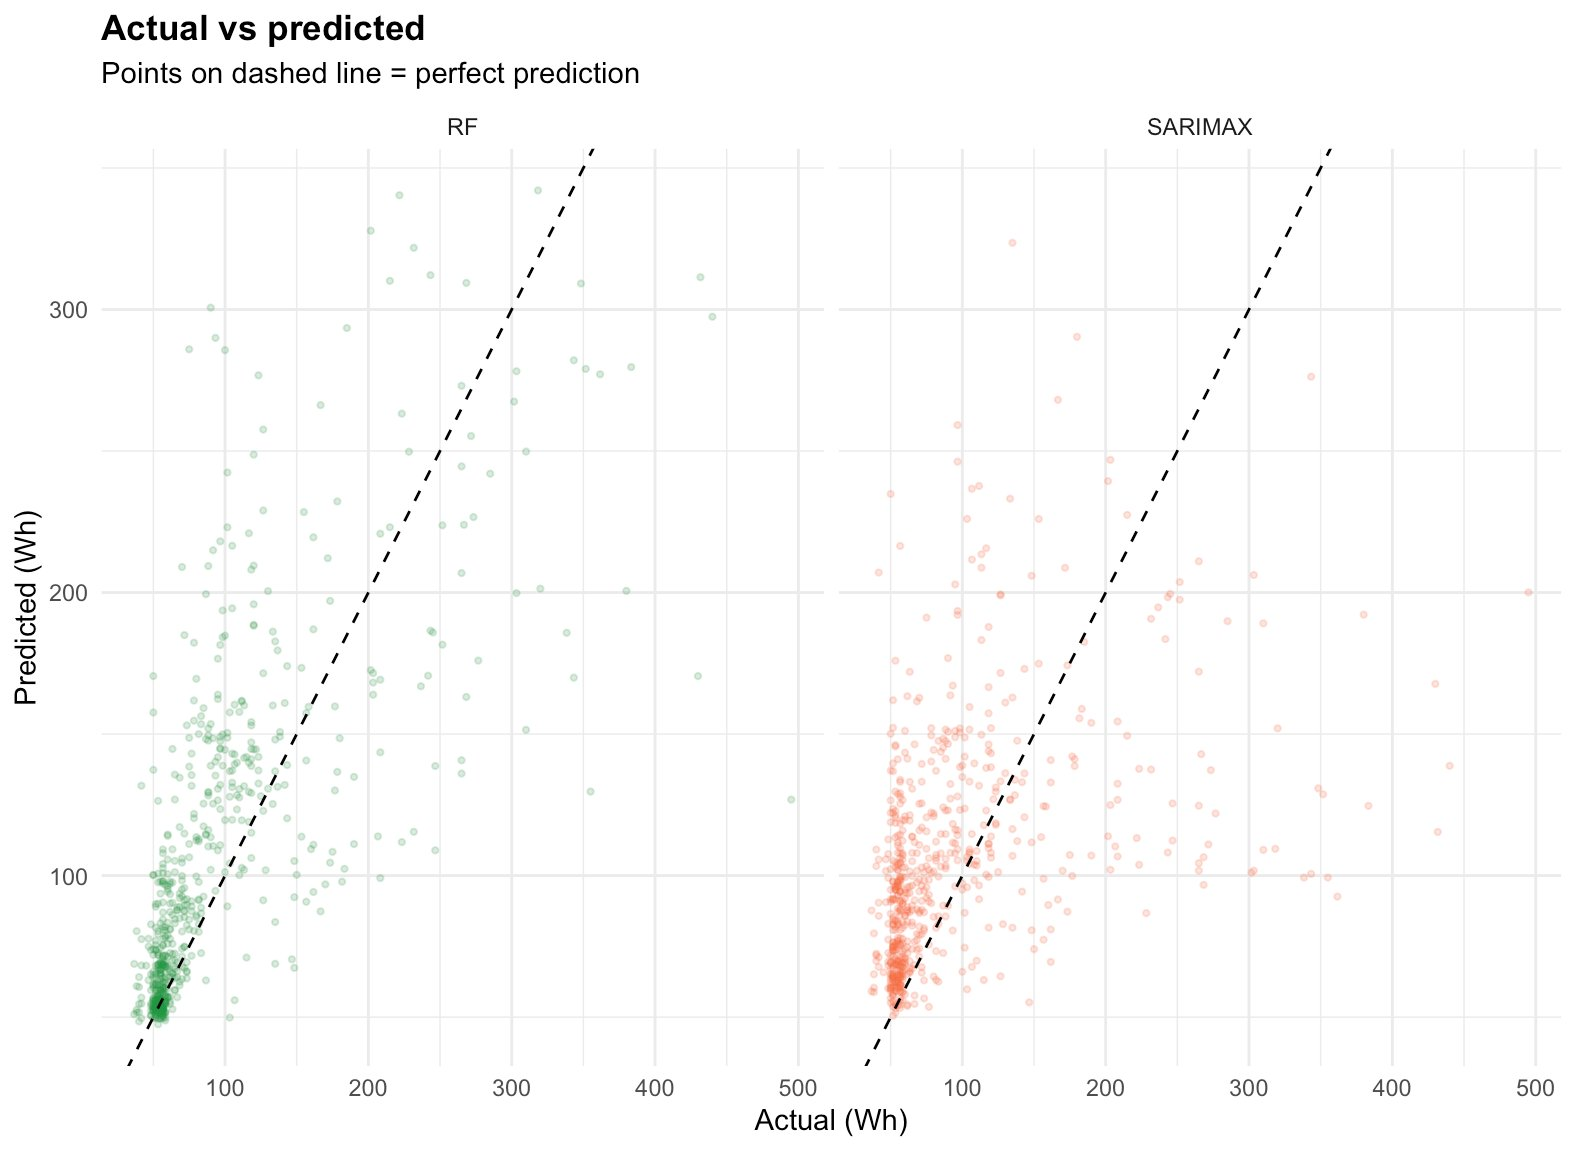 Actual vs predicted
Points on dashed line = perfect prediction
RF
SARIMAX
Predicted (Wh)
300
200
100
100 200 300 400 500
100 200 300 400 500
Actual (Wh)